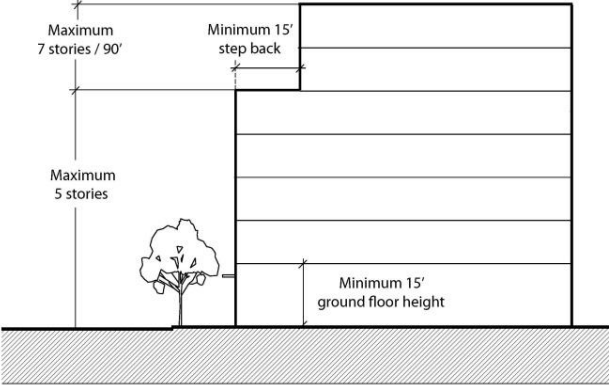 Maximum
7 stories / 90’
Minimum 15’
step back
Maximum
5 stories
Minimum 15’
ground floor height